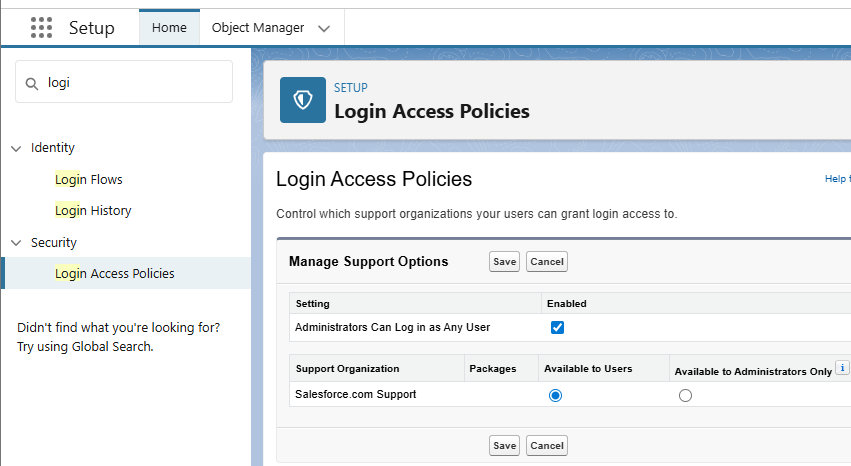 Setup Home Object Manager
logi
SETUP
Login Access Policies
Identity
Login Flows
Login History
Security
Login Access Policies
Didn't find what you're looking for?
Try using Global Search.
Login Access Policies
Help f
Control which support organizations your users can grant login access to.
Manage Support Options Save Cancel
Setting Enabled
Administrators Can Log in as Any User
Support Organization Packages Available to Users Available to Administrators Only i
Salesforce.com Support
Save Cancel